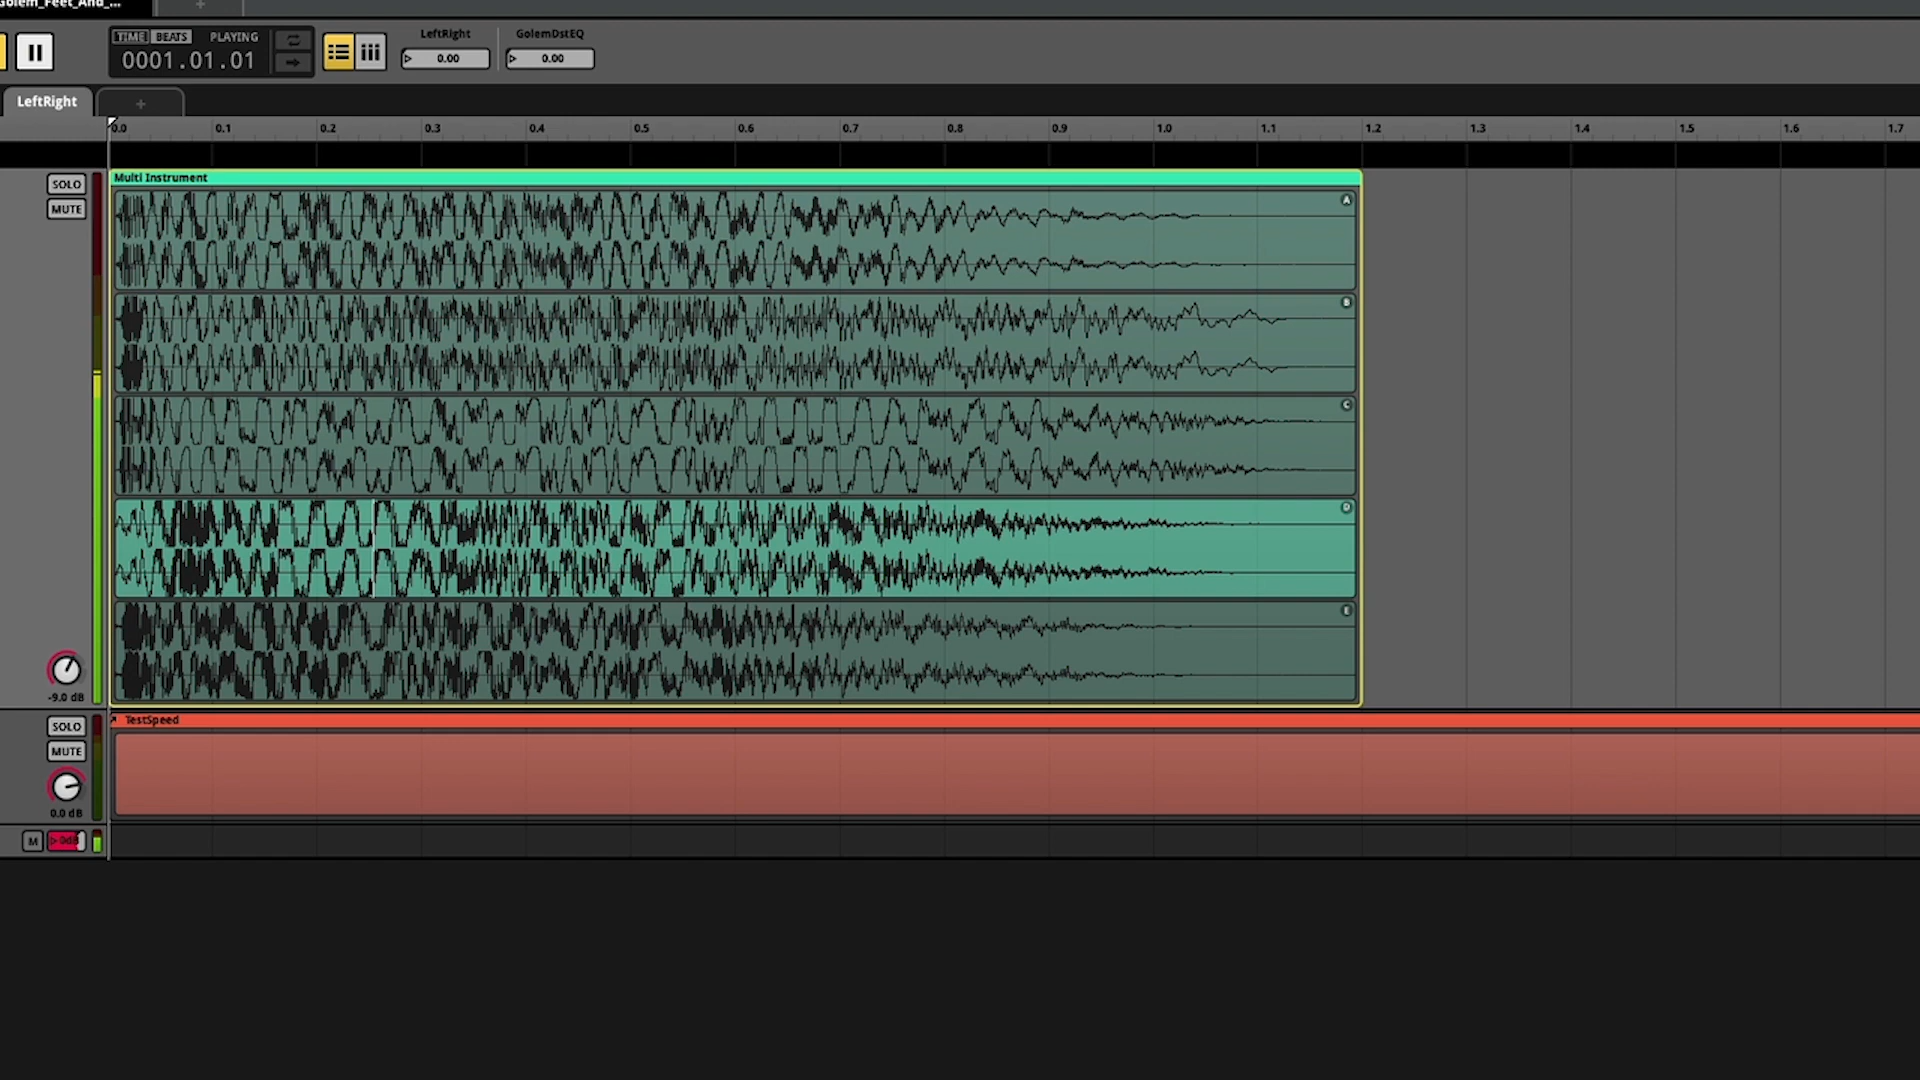 Golem_Feet_And_...
+
TIME BEATS PLAYING
0001.01.01
LeftRight
0.00
GolemDstEQ
0.00
LeftRight
+
0.0 0.1 0.2 0.3 0.4 0.5 0.6 0.7 0.8 0.9 1.0 1.1 1.2 1.3 1.4 1.5 1.6 1.7
SOLO
MUTE
Multi Instrument
A
B
C
D
E
-9.0 dB
SOLO
MUTE
TestSpeed
0.0 dB
M
0dB